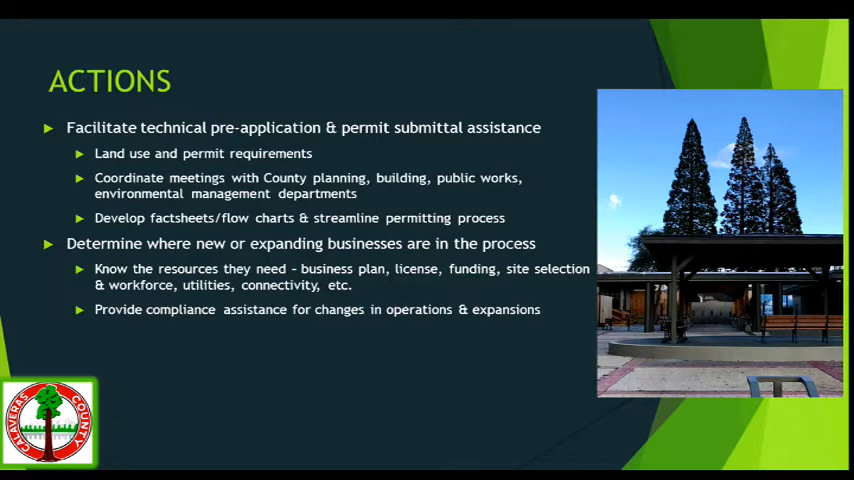 ACTIONS
Facilitate technical pre-application & permit submittal assistance
Land use and permit requirements
Coordinate meetings with County planning, building, public works,
environmental management departments
Develop factsheets/flow charts & streamline permitting process
Determine where new or expanding businesses are in the process
Know the resources they need – business plan, license, funding, site selection
& workforce, utilities, connectivity, etc.
Provide compliance assistance for changes in operations & expansions
CALAVERAS COUNTY